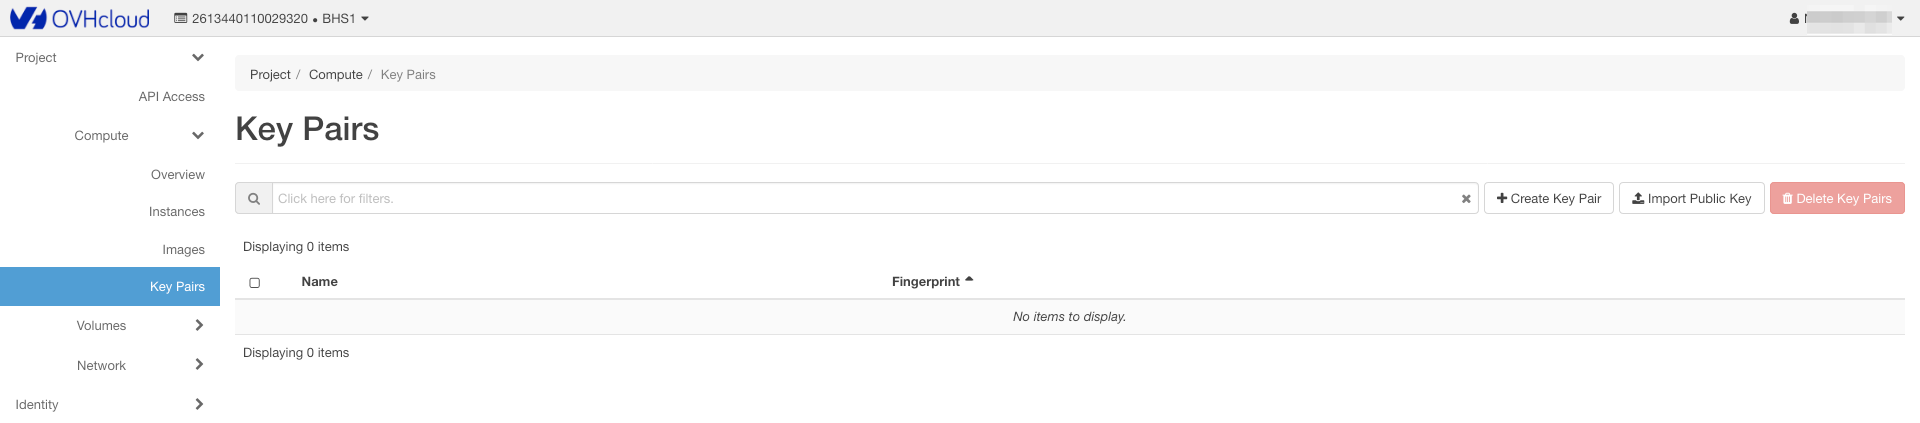 OVHcloud 2613440110029320 • BHS1
Project
API Access
Compute
Overview
Instances
Images
Key Pairs
Volumes
Network
Identity
Project / Compute / Key Pairs
Key Pairs
Click here for filters. Create Key Pair Import Public Key Delete Key Pairs
Displaying 0 items
Name Fingerprint
No items to display.
Displaying 0 items